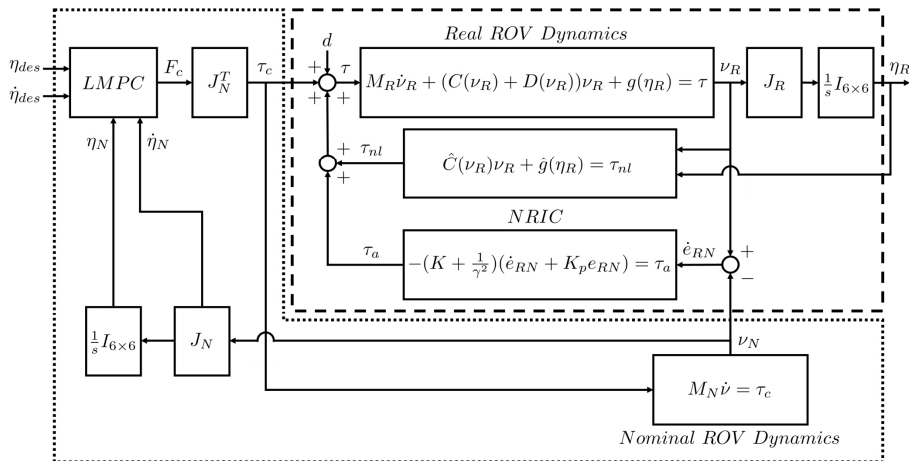 Real ROV Dynamics
d
η_des
η̇_des
LMPC
F_c
J_N^T
τ_c
+
+
τ
M_R ν̇_R + (C(ν_R) + D(ν_R))ν_R + g(η_R) = τ
ν_R
J_R
1/s I_{6×6}
η_R
η_N
η̇_N
+
+
τ_nl
Ĉ(ν_R)ν_R + ĝ(η_R) = τ_nl
NRIC
τ_a
−(K + 1/γ²)(ė_RN + K_p e_RN) = τ_a
ė_RN
+
−
1/s I_{6×6}
J_N
ν_N
M_N ν̇ = τ_c
Nominal ROV Dynamics